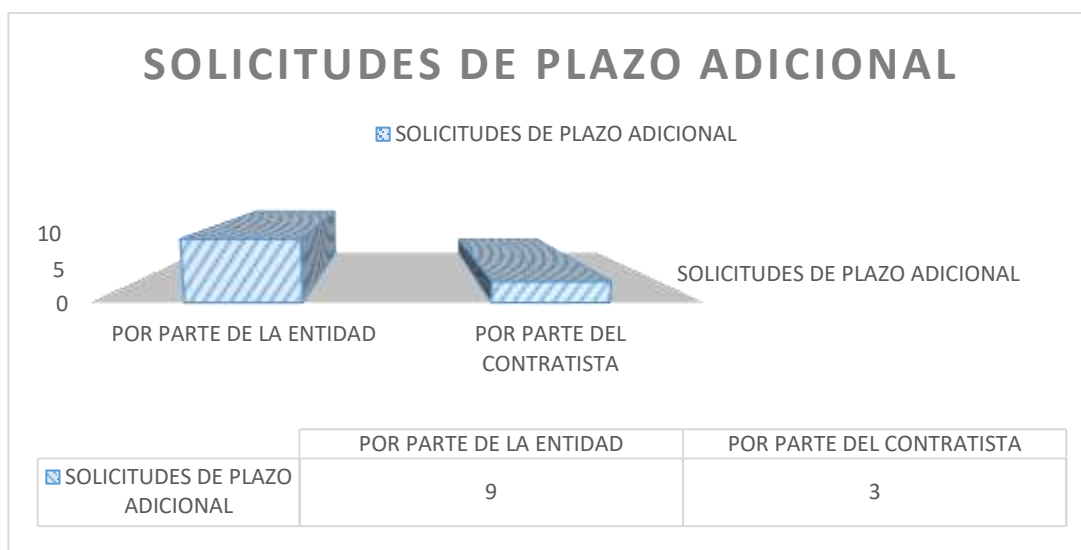 SOLICITUDES DE PLAZO ADICIONAL
SOLICITUDES DE PLAZO ADICIONAL
10
5
0
SOLICITUDES DE PLAZO ADICIONAL
POR PARTE DE LA ENTIDAD
POR PARTE DEL
CONTRATISTA
POR PARTE DE LA ENTIDAD POR PARTE DEL CONTRATISTA
SOLICITUDES DE PLAZO
ADICIONAL
9 3